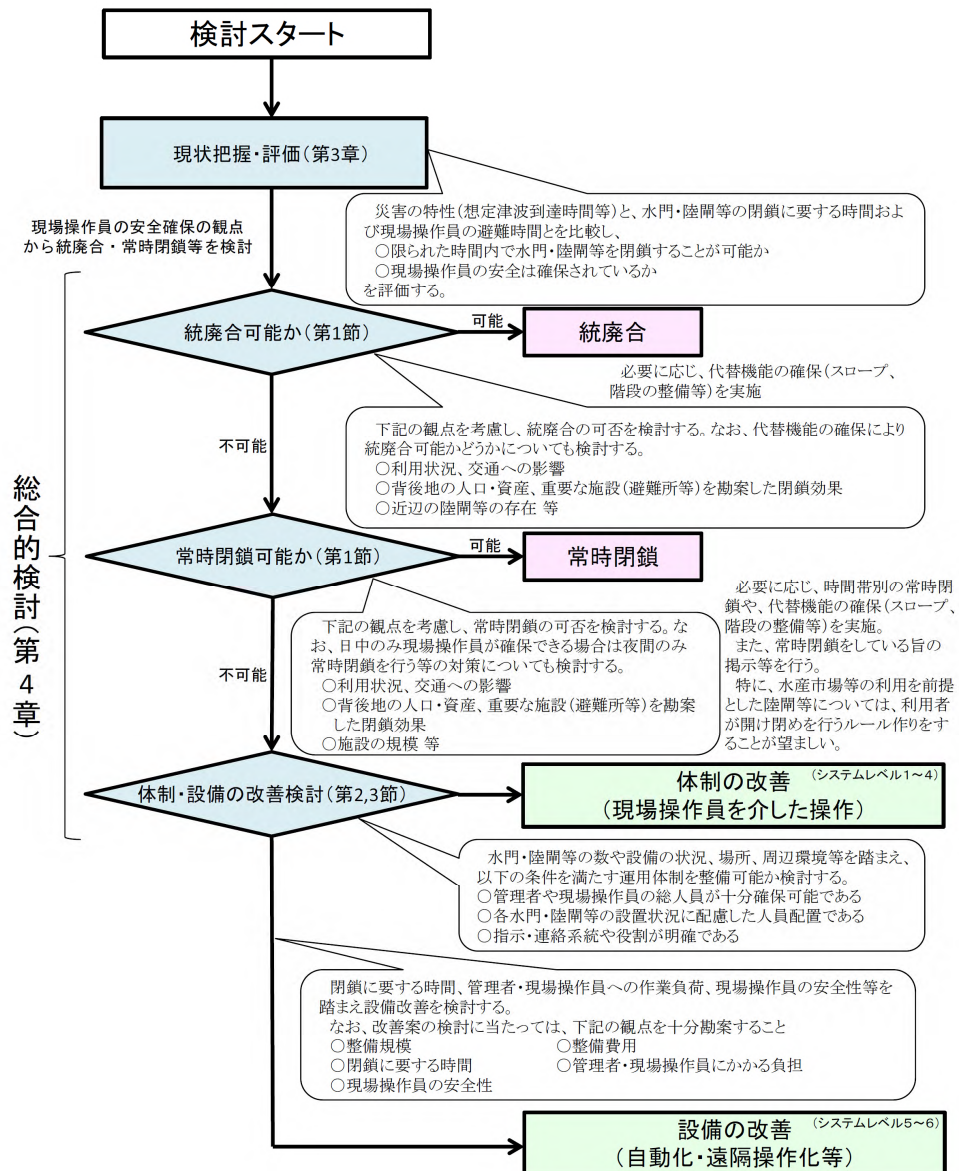 検討スタート
現状把握・評価(第3章)
現場操作員の安全確保の観点
から統廃合・常時閉鎖等を検討
災害の特性(想定津波到達時間等)と、水門・陸閘等の閉鎖に要する時間およ
び現場操作員の避難時間とを比較し、
○限られた時間内で水門・陸閘等を閉鎖することが可能か
○現場操作員の安全は確保されているか
を評価する。
統廃合可能か(第1節)
可能
統廃合
必要に応じ、代替機能の確保(スロープ、
階段の整備等)を実施
不可能
下記の観点を考慮し、統廃合の可否を検討する。なお、代替機能の確保により
統廃合可能かどうかについても検討する。
○利用状況、交通への影響
○背後地の人口・資産、重要な施設(避難所等)を勘案した閉鎖効果
○近辺の陸閘等の存在 等
総合的検討(第4章)
常時閉鎖可能か(第1節)
可能
常時閉鎖
必要に応じ、時間帯別の常時閉
鎖や、代替機能の確保(スロープ、
階段の整備等)を実施。
また、常時閉鎖をしている旨の
掲示等を行う。
特に、水産市場等の利用を前提
とした陸閘等については、利用者
が開け閉めを行うルール作りをす
ることが望ましい。
不可能
下記の観点を考慮し、常時閉鎖の可否を検討する。な
お、日中のみ現場操作員が確保できる場合は夜間のみ
常時閉鎖を行う等の対策についても検討する。
○利用状況、交通への影響
○背後地の人口・資産、重要な施設(避難所等)を勘案
した閉鎖効果
○施設の規模 等
体制・設備の改善検討(第2,3節)
体制の改善 (システムレベル1~4)
(現場操作員を介した操作)
水門・陸閘等の数や設備の状況、場所、周辺環境等を踏まえ、
以下の条件を満たす運用体制を整備可能か検討する。
○管理者や現場操作員の総人員が十分確保可能である
○各水門・陸閘等の設置状況に配慮した人員配置である
○指示・連絡系統や役割が明確である
閉鎖に要する時間、管理者・現場操作員への作業負荷、現場操作員の安全性等を
踏まえ設備改善を検討する。
なお、改善案の検討に当たっては、下記の観点を十分勘案すること
○整備規模 ○整備費用
○閉鎖に要する時間 ○管理者・現場操作員にかかる負担
○現場操作員の安全性
設備の改善 (システムレベル5~6)
(自動化・遠隔操作化等)